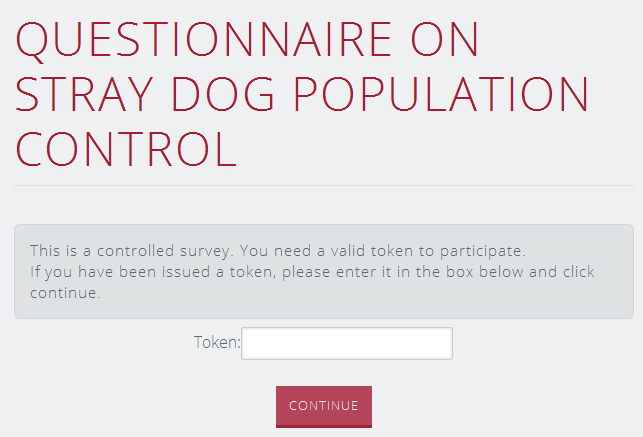 QUESTIONNAIRE ON
STRAY DOG POPULATION
CONTROL
This is a controlled survey. You need a valid token to participate.
If you have been issued a token, please enter it in the box below and click
continue.
Token:
CONTINUE